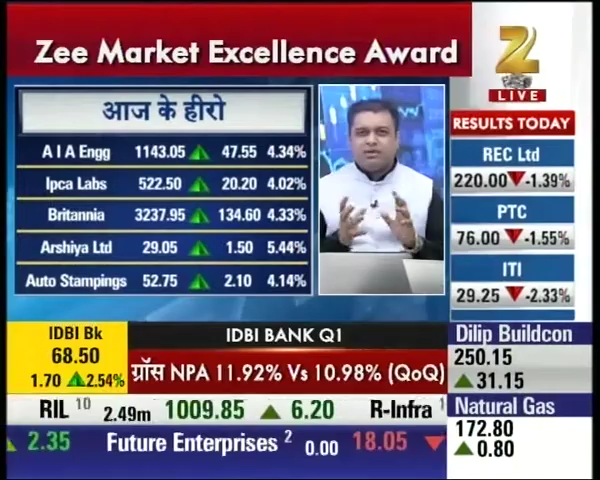 Zee Market Excellence Award
Z
LIVE
आज के हीरो
A I A Engg 1143.05 47.55 4.34%
Ipca Labs 522.50 20.20 4.02%
Britannia 3237.95 134.60 4.33%
Arshiya Ltd 29.05 1.50 5.44%
Auto Stampings 52.75 2.10 4.14%
RESULTS TODAY
REC Ltd
220.00 -1.39%
PTC
76.00 -1.55%
ITI
29.25 -2.33%
IDBI Bk
68.50
1.70 2.54%
IDBI BANK Q1
ग्रॉस NPA 11.92% Vs 10.98% (QoQ)
Dilip Buildcon
250.15
31.15
RIL 10 2.49m 1009.85 6.20 R-Infra
Natural Gas
172.80
0.80
2.35 Future Enterprises 2 0.00 18.05